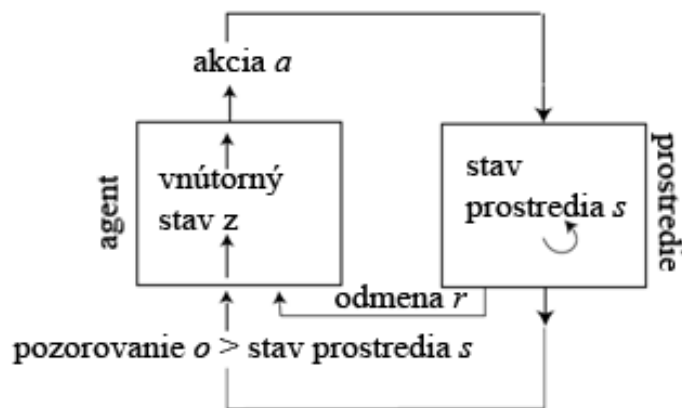 akcia a
agent
vnútorný
stav z
stav
prostredia s
prostredie
odmena r
pozorovanie o > stav prostredia s